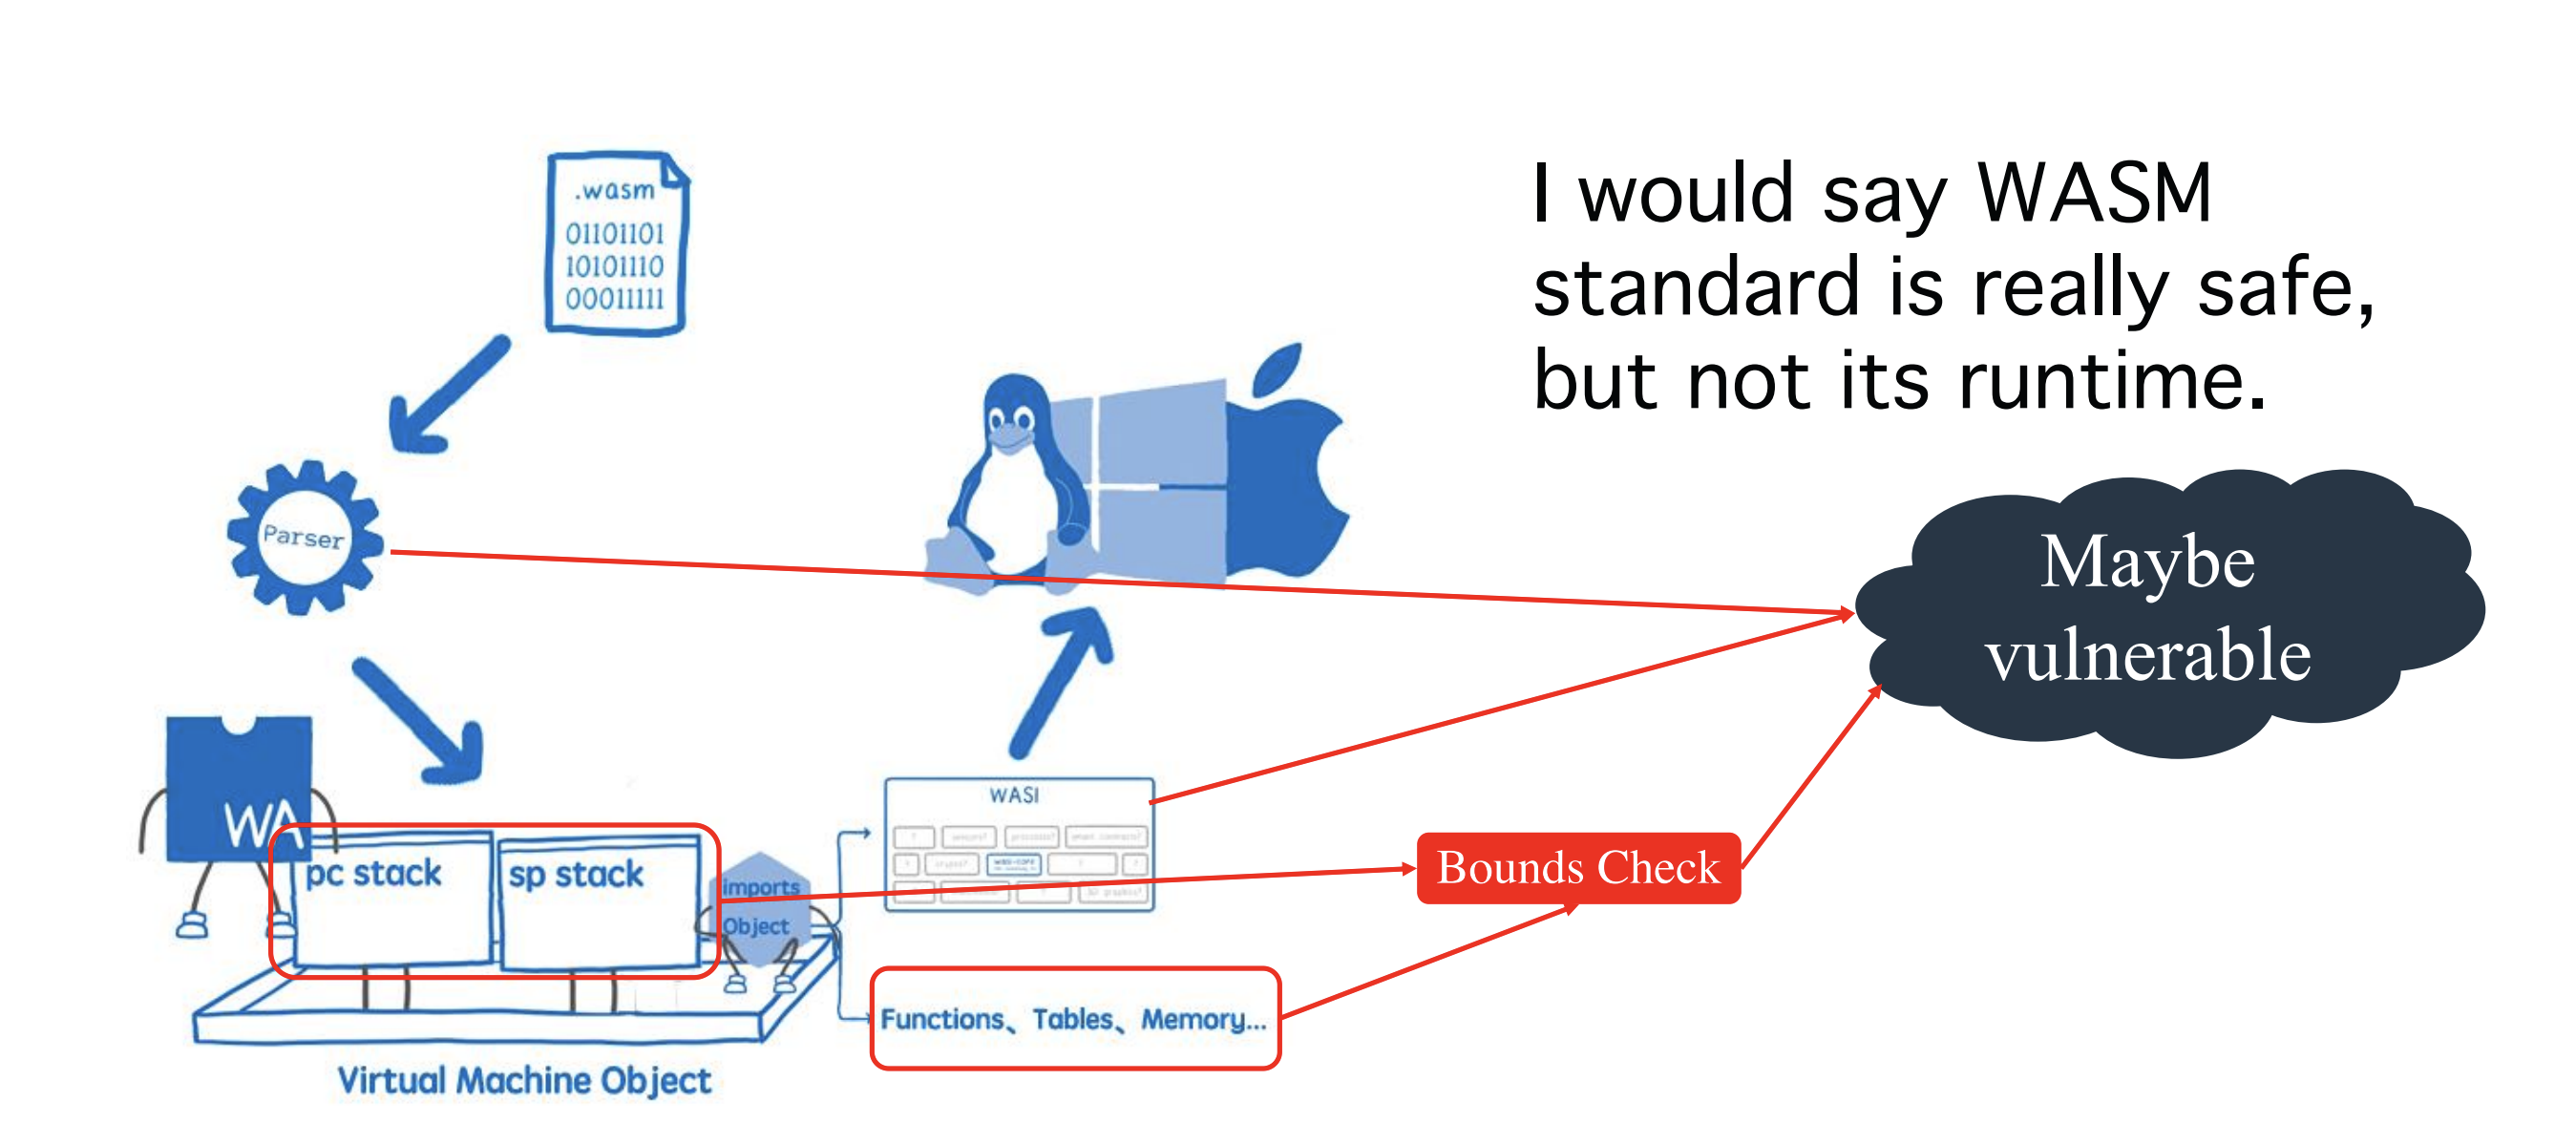 I would say WASM
standard is really safe,
but not its runtime.
.wasm
01101101
10101110
00011111
Parser
Maybe
vulnerable
WA
pc stack
sp stack
imports
Object
WASI
Bounds Check
Functions、Tables、Memory...
Virtual Machine Object